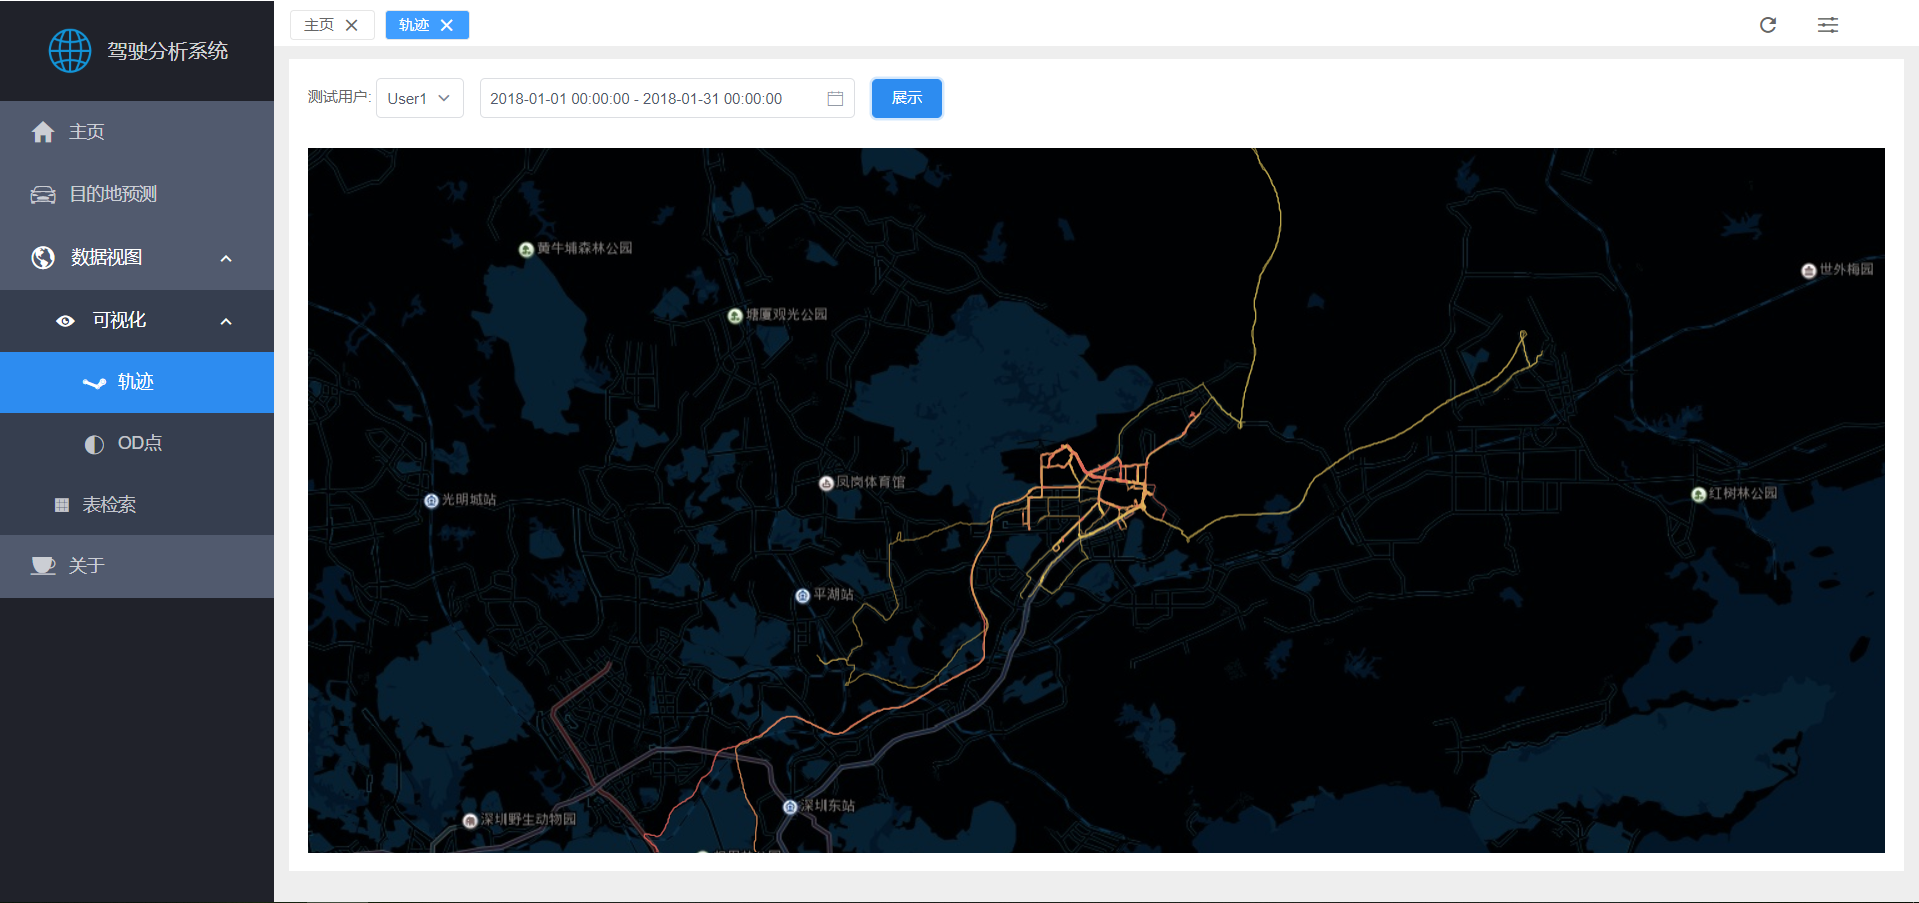 驾驶分析系统
主页
目的地预测
数据视图
可视化
轨迹
OD点
表检索
关于
主页
轨迹
测试用户:
User1
2018-01-01 00:00:00 - 2018-01-31 00:00:00
展示
黄牛埔森林公园
世外梅园
塘厦观光公园
凤岗体育馆
红树林公园
光明城站
平湖站
深圳东站
深圳野生动物园